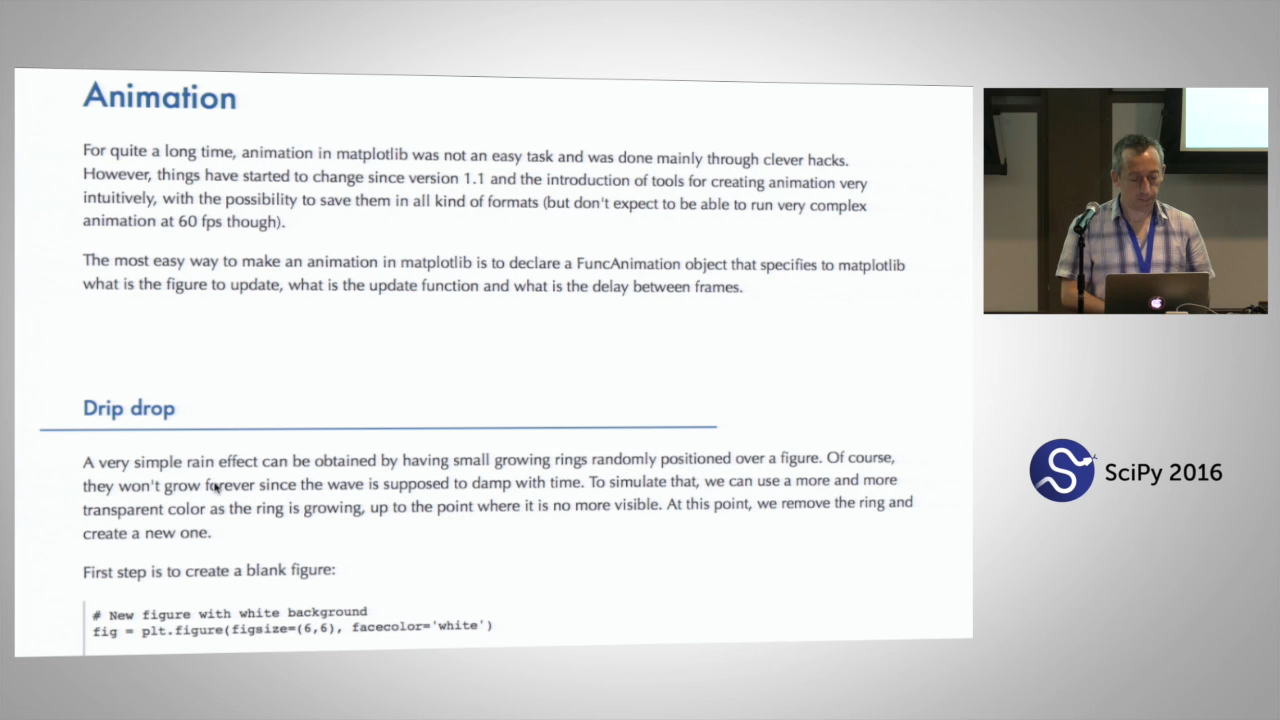 Animation
For quite a long time, animation in matplotlib was not an easy task and was done mainly through clever hacks.
However, things have started to change since version 1.1 and the introduction of tools for creating animation very
intuitively, with the possibility to save them in all kind of formats (but don't expect to be able to run very complex
animation at 60 fps though).
The most easy way to make an animation in matplotlib is to declare a FuncAnimation object that specifies to matplotlib
what is the figure to update, what is the update function and what is the delay between frames.
Drip drop
A very simple rain effect can be obtained by having small growing rings randomly positioned over a figure. Of course,
they won't grow forever since the wave is supposed to damp with time. To simulate that, we can use a more and more
transparent color as the ring is growing, up to the point where it is no more visible. At this point, we remove the ring and
create a new one.
First step is to create a blank figure:
# New figure with white background
fig = plt.figure(figsize=(6,6), facecolor='white')
SciPy 2016